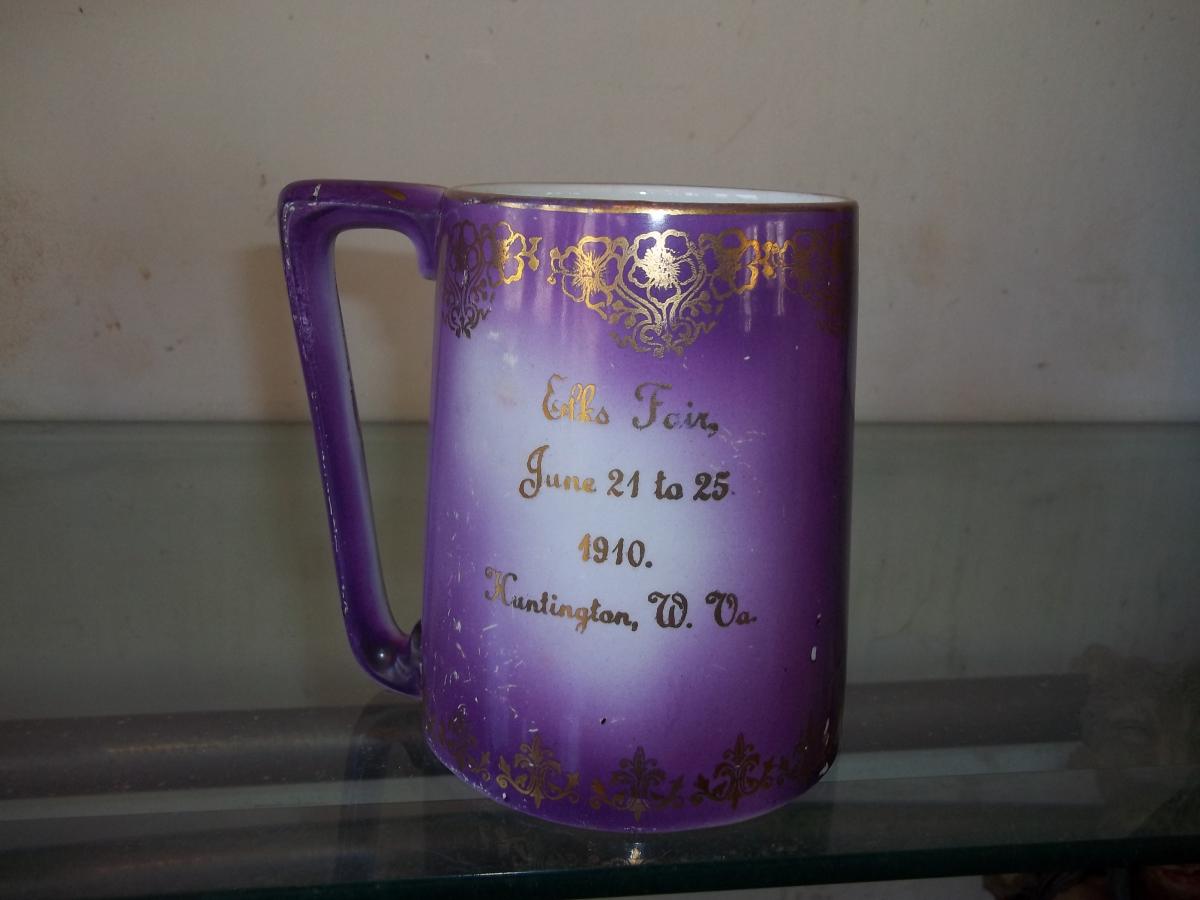 Elks Fair,
June 21 to 25
1910.
Huntington, W. Va.